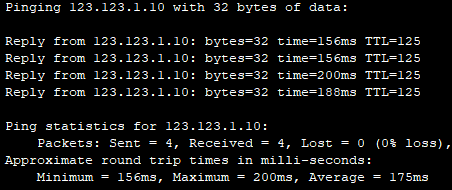 Pinging 123.123.1.10 with 32 bytes of data:
Reply from 123.123.1.10: bytes=32 time=156ms TTL=125
Reply from 123.123.1.10: bytes=32 time=156ms TTL=125
Reply from 123.123.1.10: bytes=32 time=200ms TTL=125
Reply from 123.123.1.10: bytes=32 time=188ms TTL=125
Ping statistics for 123.123.1.10:
    Packets: Sent = 4, Received = 4, Lost = 0 (0% loss),
Approximate round trip times in milli-seconds:
    Minimum = 156ms, Maximum = 200ms, Average = 175ms